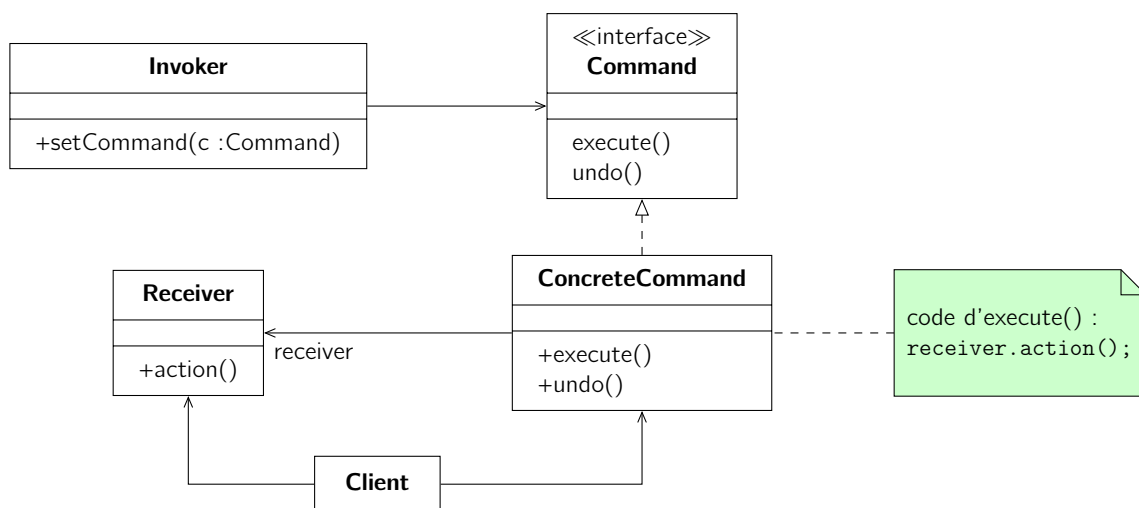 Invoker
+setCommand(c :Command)
≪interface≫
Command
execute()
undo()
Receiver
+action()
receiver
ConcreteCommand
+execute()
+undo()
code d'execute() :
receiver.action();
Client